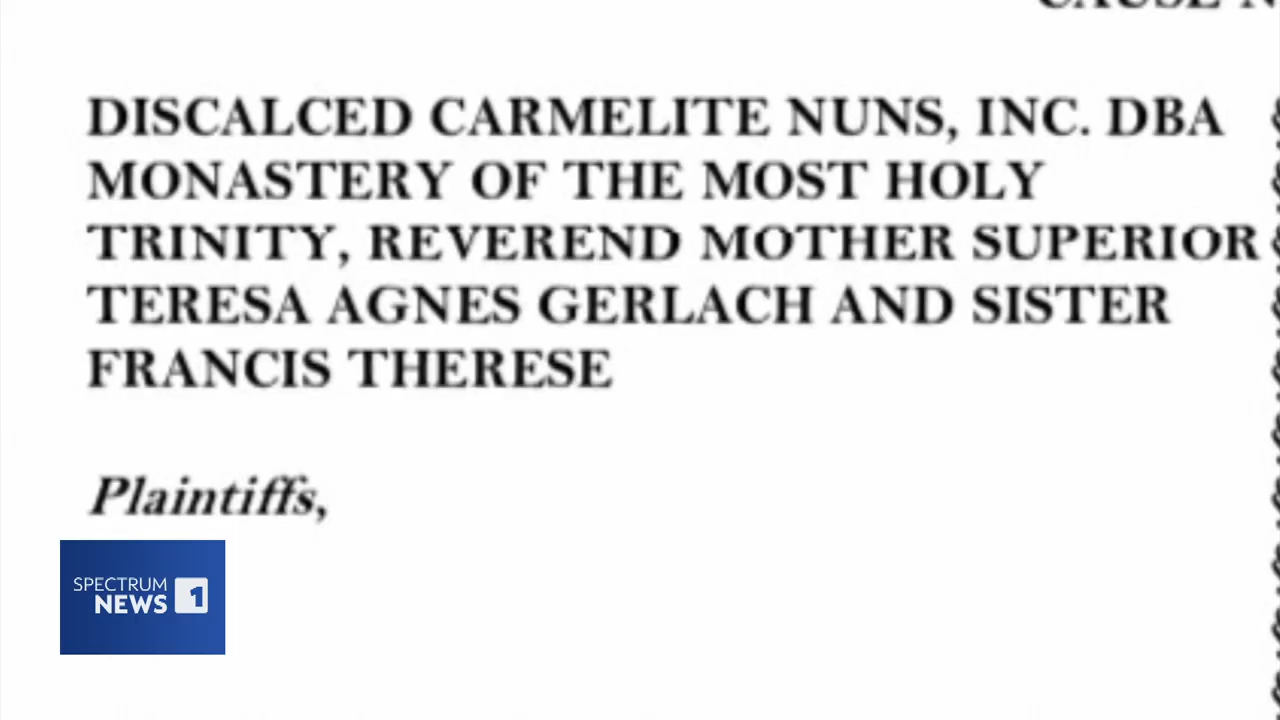 DISCALCED CARMELITE NUNS, INC. DBA
MONASTERY OF THE MOST HOLY
TRINITY, REVEREND MOTHER SUPERIOR
TERESA AGNES GERLACH AND SISTER
FRANCIS THERESE
Plaintiffs,
SPECTRUM
NEWS 1